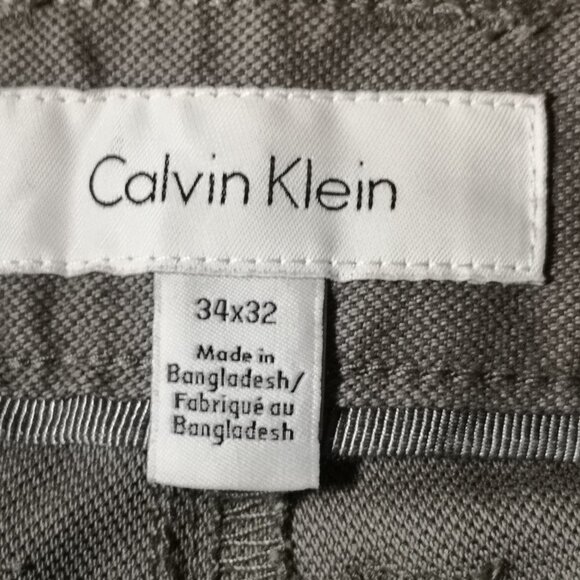 Calvin Klein
34x32
Made in
Bangladesh/
Fabriqué au
Bangladesh